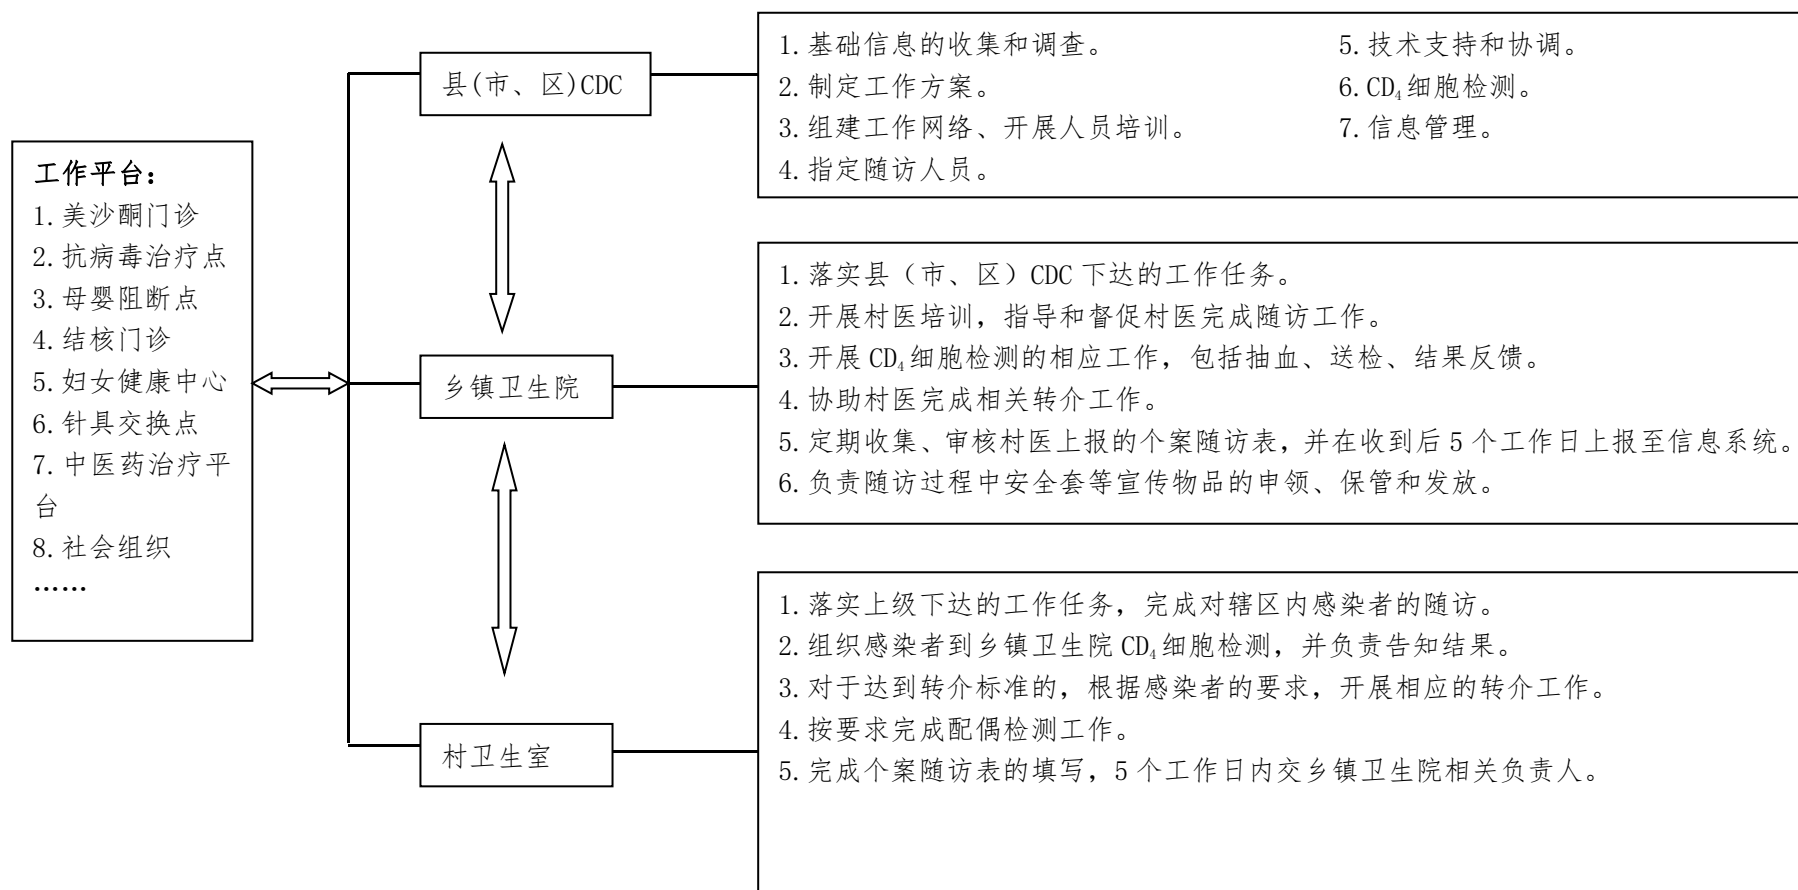 工作平台：
1.美沙酮门诊
2.抗病毒治疗点
3.母婴阻断点
4.结核门诊
5.妇女健康中心
6.针具交换点
7.中医药治疗平
台
8.社会组织
……
县(市、区)CDC
1.基础信息的收集和调查。
2.制定工作方案。
3.组建工作网络、开展人员培训。
4.指定随访人员。
5.技术支持和协调。
6.CD₄细胞检测。
7.信息管理。
乡镇卫生院
1.落实县（市、区）CDC下达的工作任务。
2.开展村医培训，指导和督促村医完成随访工作。
3.开展CD₄细胞检测的相应工作，包括抽血、送检、结果反馈。
4.协助村医完成相关转介工作。
5.定期收集、审核村医上报的个案随访表，并在收到后5个工作日上报至信息系统。
6.负责随访过程中安全套等宣传物品的申领、保管和发放。
村卫生室
1.落实上级下达的工作任务，完成对辖区内感染者的随访。
2.组织感染者到乡镇卫生院CD₄细胞检测，并负责告知结果。
3.对于达到转介标准的，根据感染者的要求，开展相应的转介工作。
4.按要求完成配偶检测工作。
5.完成个案随访表的填写，5个工作日内交乡镇卫生院相关负责人。